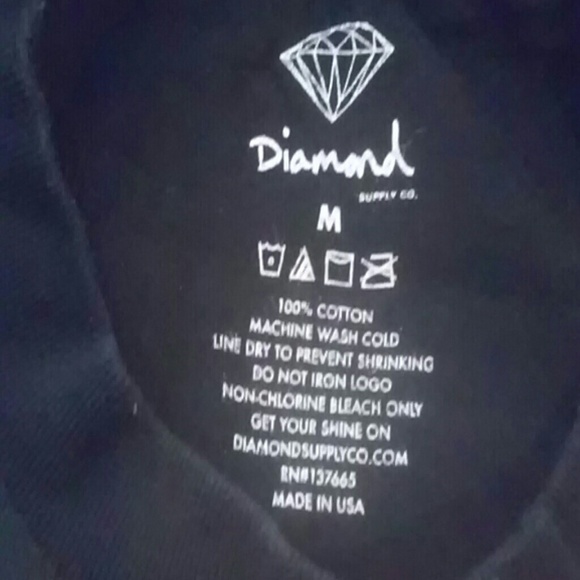 Diamond
SUPPLY CO.
M
100% COTTON
MACHINE WASH COLD
LINE DRY TO PREVENT SHRINKING
DO NOT IRON LOGO
NON-CHLORINE BLEACH ONLY
GET YOUR SHINE ON
DIAMONDSUPPLYCO.COM
RN#137665
MADE IN USA